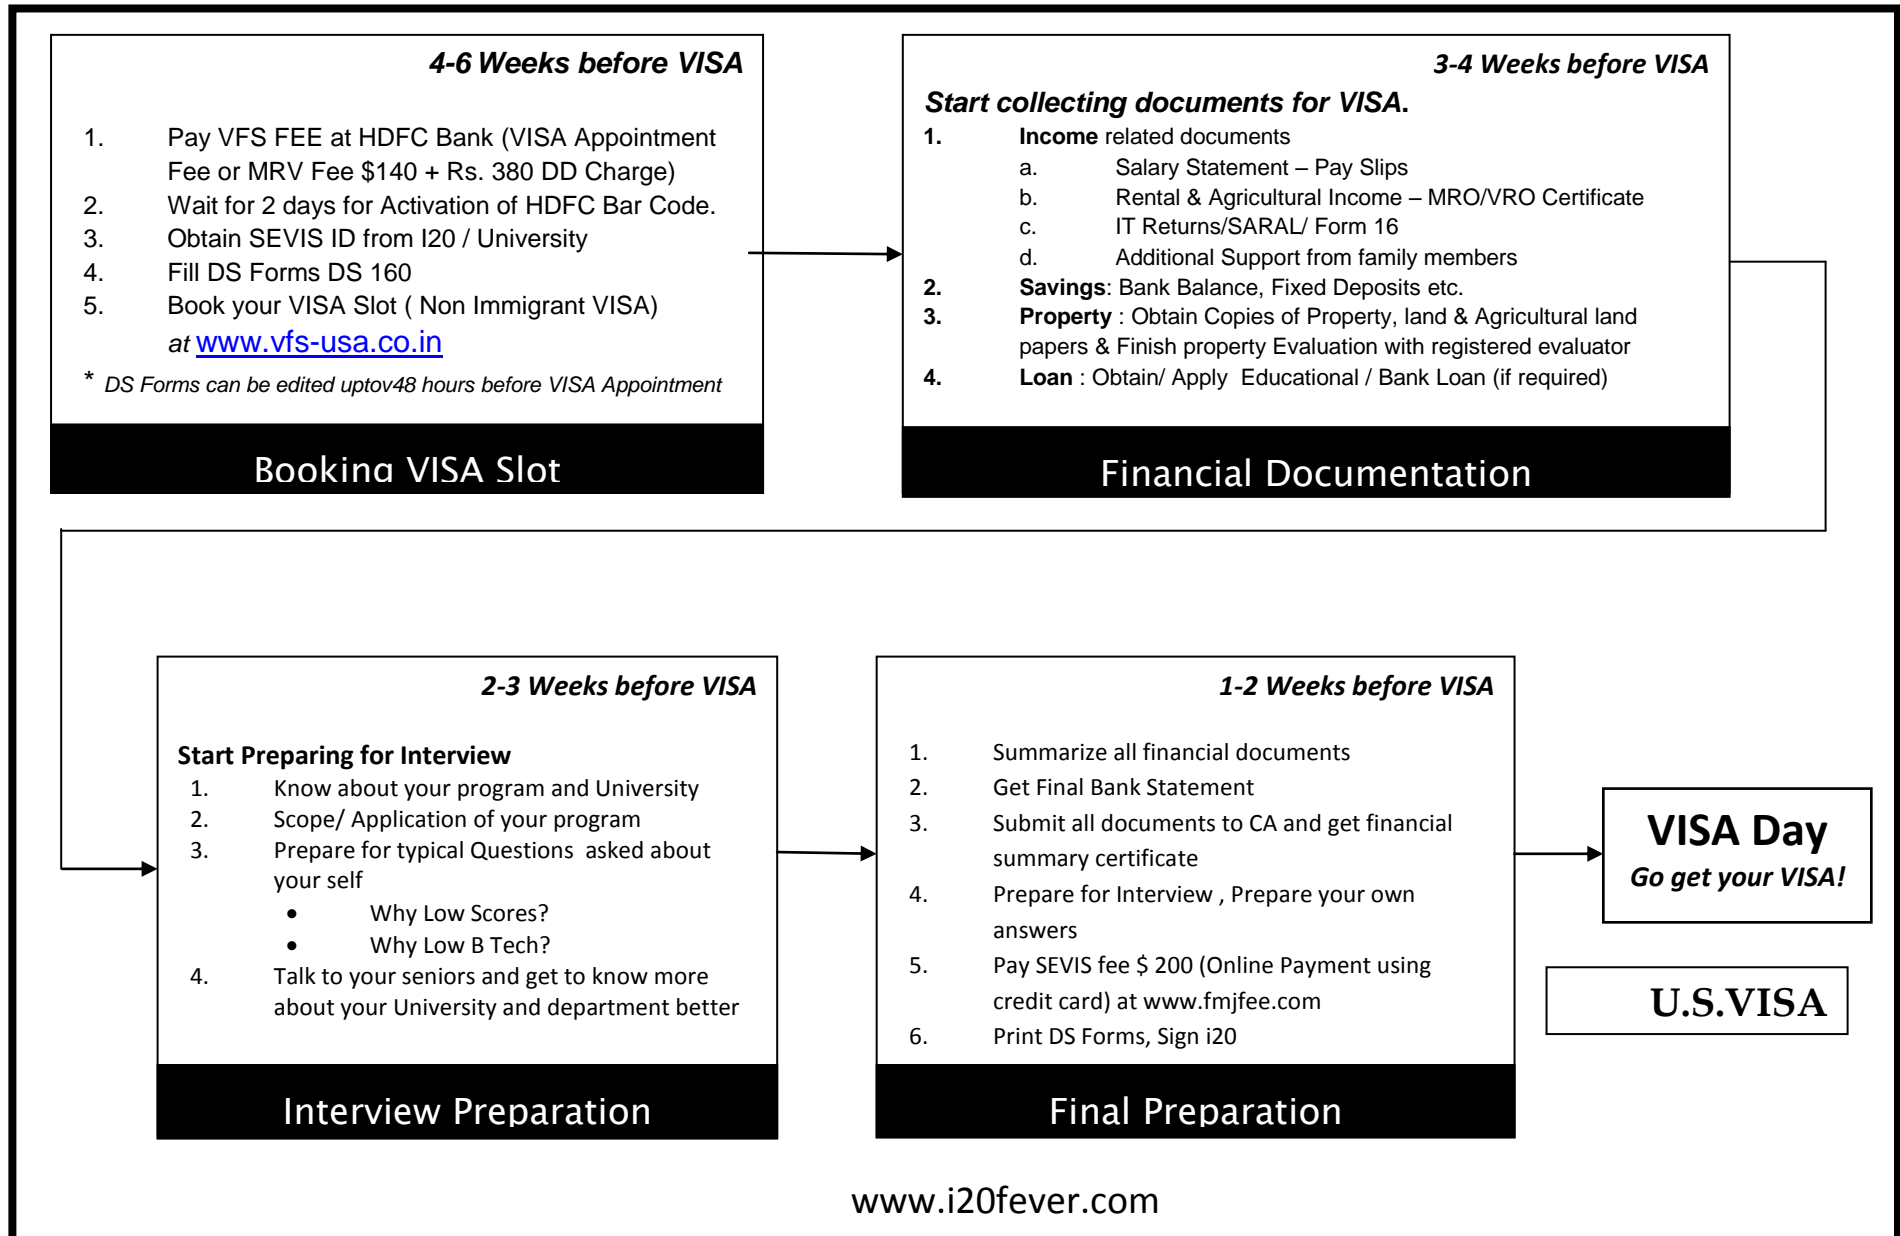 4-6 Weeks before VISA
1. Pay VFS FEE at HDFC Bank (VISA Appointment
Fee or MRV Fee $140 + Rs. 380 DD Charge)
2. Wait for 2 days for Activation of HDFC Bar Code.
3. Obtain SEVIS ID from I20 / University
4. Fill DS Forms DS 160
5. Book your VISA Slot ( Non Immigrant VISA)
at www.vfs-usa.co.in
* DS Forms can be edited uptov48 hours before VISA Appointment
Booking VISA Slot
3-4 Weeks before VISA
Start collecting documents for VISA.
1. Income related documents
a. Salary Statement – Pay Slips
b. Rental & Agricultural Income – MRO/VRO Certificate
c. IT Returns/SARAL/ Form 16
d. Additional Support from family members
2. Savings: Bank Balance, Fixed Deposits etc.
3. Property : Obtain Copies of Property, land & Agricultural land
papers & Finish property Evaluation with registered evaluator
4. Loan : Obtain/ Apply Educational / Bank Loan (if required)
Financial Documentation
2-3 Weeks before VISA
Start Preparing for Interview
1. Know about your program and University
2. Scope/ Application of your program
3. Prepare for typical Questions asked about
your self
• Why Low Scores?
• Why Low B Tech?
4. Talk to your seniors and get to know more
about your University and department better
Interview Preparation
1-2 Weeks before VISA
1. Summarize all financial documents
2. Get Final Bank Statement
3. Submit all documents to CA and get financial
summary certificate
4. Prepare for Interview , Prepare your own
answers
5. Pay SEVIS fee $ 200 (Online Payment using
credit card) at www.fmjfee.com
6. Print DS Forms, Sign i20
Final Preparation
VISA Day
Go get your VISA!
U.S.VISA
www.i20fever.com